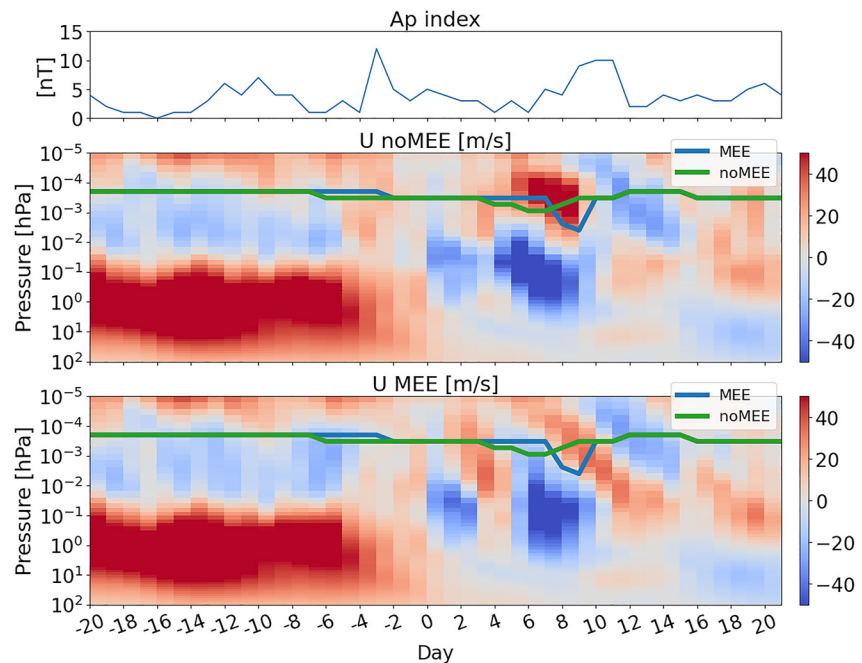 Ap index
15
10
5
0
[nT]
U noMEE [m/s]
MEE
noMEE
10⁻⁵
10⁻⁴
10⁻³
10⁻²
10⁻¹
10⁰
10¹
10²
Pressure [hPa]
40
20
0
−20
−40
U MEE [m/s]
MEE
noMEE
10⁻⁵
10⁻⁴
10⁻³
10⁻²
10⁻¹
10⁰
10¹
10²
Pressure [hPa]
40
20
0
−20
−40
-20 -18 -16 -14 -12 -10 -8 -6 -4 -2 0 2 4 6 8 10 12 14 16 18 20
Day